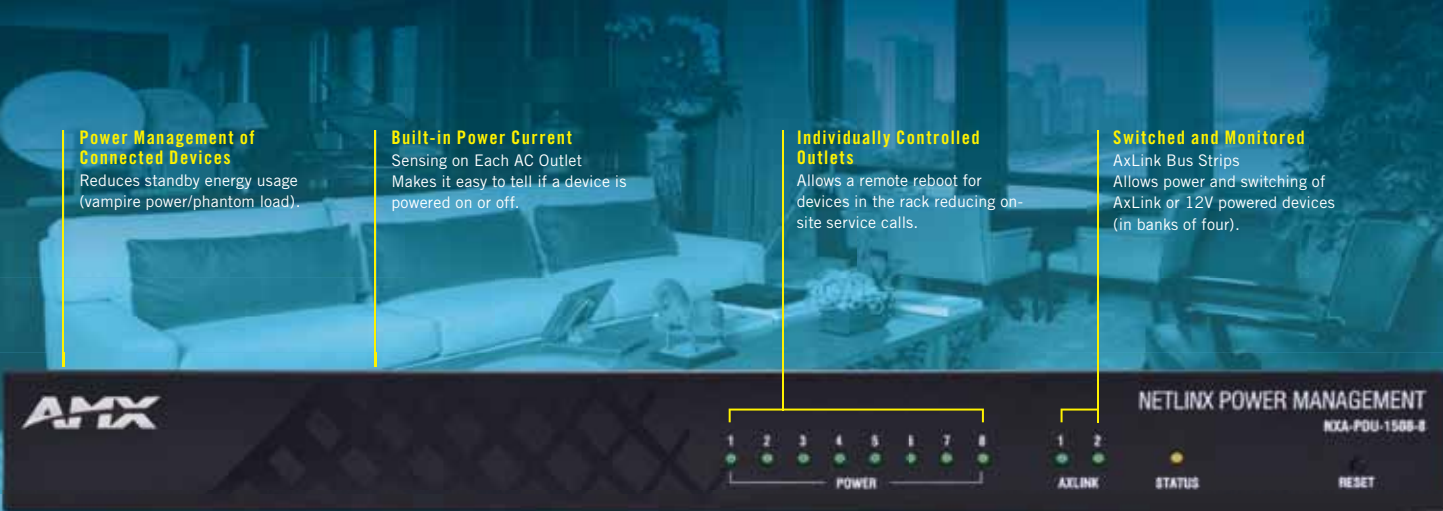 Power Management of
Connected Devices
Reduces standby energy usage
(vampire power/phantom load).
Built-in Power Current
Sensing on Each AC Outlet
Makes it easy to tell if a device is
powered on or off.
Individually Controlled
Outlets
Allows a remote reboot for
devices in the rack reducing on-
site service calls.
Switched and Monitored
AxLink Bus Strips
Allows power and switching of
AxLink or 12V powered devices
(in banks of four).
AMX
NETLINX POWER MANAGEMENT
NXA-PDU-1508-8
1 2 3 4 5 6 7 8
POWER
1 2
AXLINK
STATUS
RESET